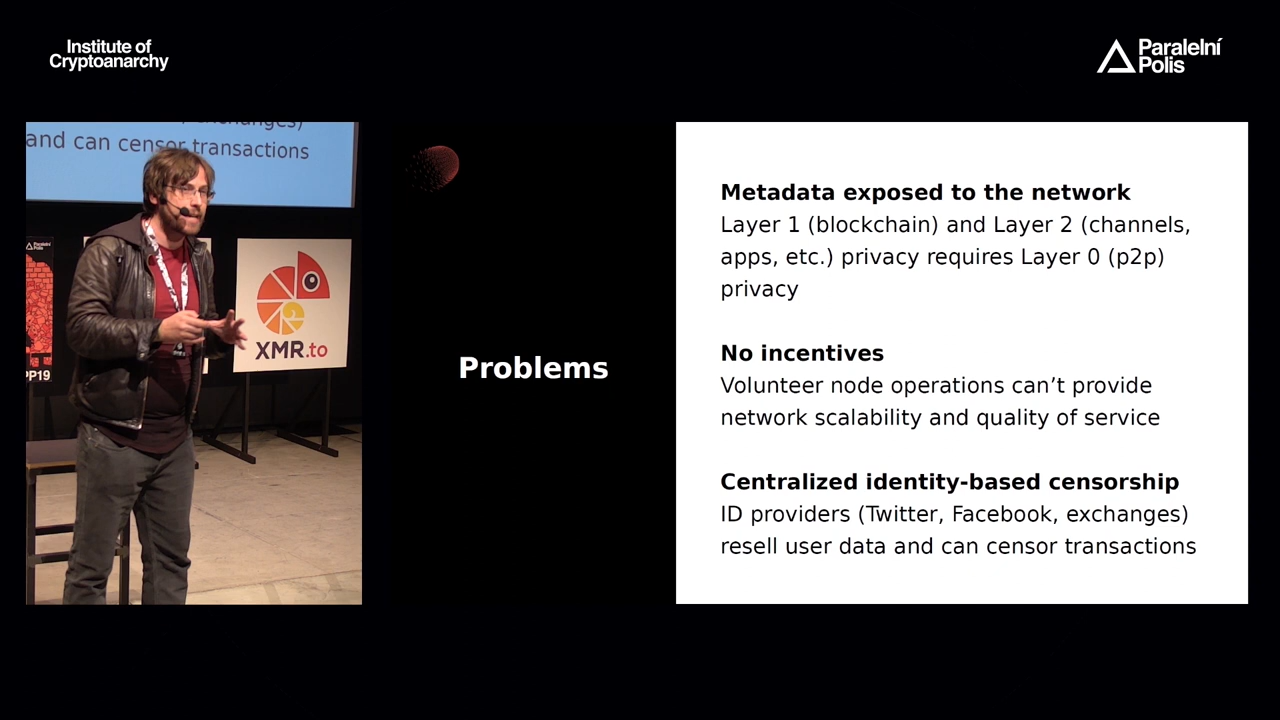 Institute of
Cryptoanarchy
Paralelní
Polis
and can censor transactions
Paralelní
Polis
PP19
XMR.to
Problems
Metadata exposed to the network
Layer 1 (blockchain) and Layer 2 (channels,
apps, etc.) privacy requires Layer 0 (p2p)
privacy
No incentives
Volunteer node operations can’t provide
network scalability and quality of service
Centralized identity-based censorship
ID providers (Twitter, Facebook, exchanges)
resell user data and can censor transactions